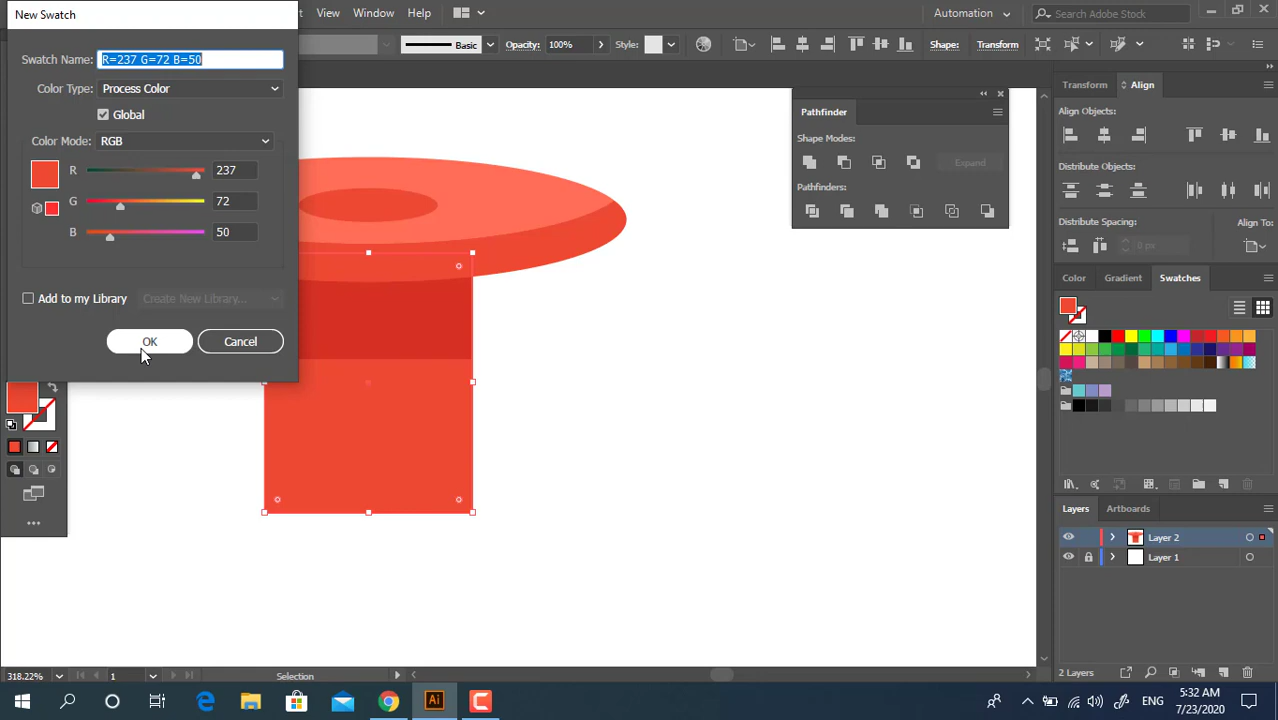 New Swatch
View
Window
Help
Automation
Search Adobe Stock
Basic
Opacity:
100%
Style:
Shape:
Transform
Swatch Name:
R=237 G=72 B=50
Color Type:
Process Color
Global
Color Mode:
RGB
R
237
G
72
B
50
Add to my Library
Create New Library...
OK
Cancel
Pathfinder
Shape Modes:
Expand
Pathfinders:
Transform
Align
Align Objects:
Distribute Objects:
Distribute Spacing:
Align To:
0 px
Color
Gradient
Swatches
Layers
Artboards
Layer 2
Layer 1
2 Layers
318.22%
1
Selection
Ai
ENG
5:32 AM
7/23/2020